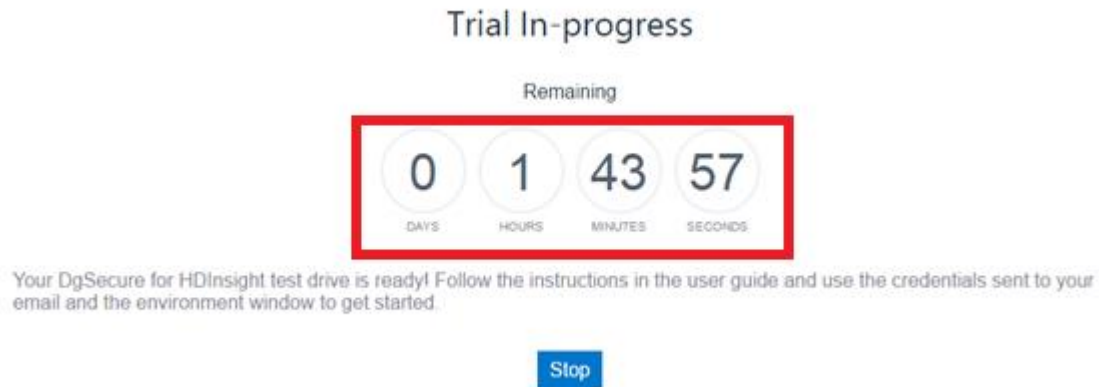 Trial In-progress
Remaining
0 1 43 57
DAYS HOURS MINUTES SECONDS
Your DgSecure for HDInsight test drive is ready! Follow the instructions in the user guide and use the credentials sent to your
email and the environment window to get started.
Stop